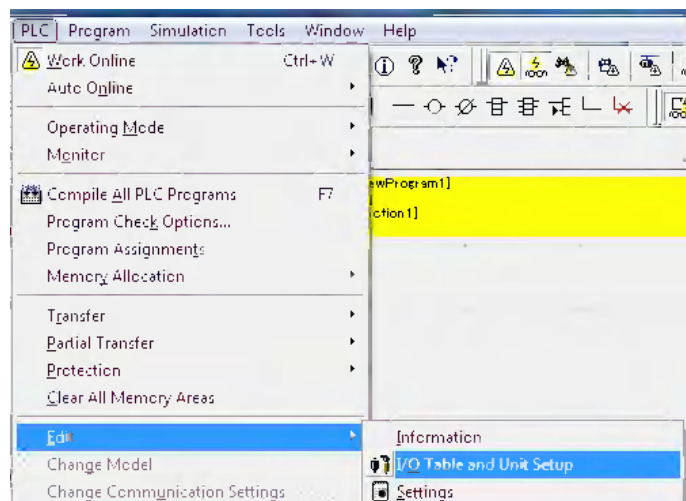 PLC Program Simulation Tools Window Help
Work Online Ctrl+W
Auto Online
Operating Mode
Monitor
ewProgram1]
Compile All PLC Programs F7
ction1]
Program Check Options...
Program Assignments
Memory Allocation
Transfer
Partial Transfer
Protection
Clear All Memory Areas
Edit Information
Change Model I/O Table and Unit Setup
Change Communication Settings Settings